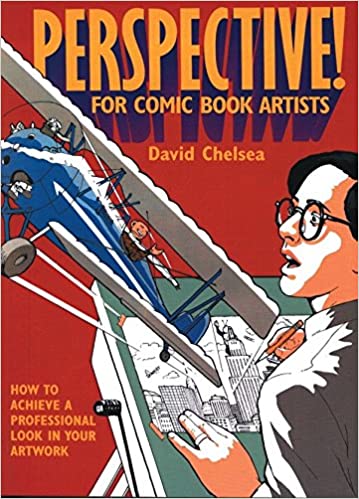 PERSPECTIVE!
FOR COMIC BOOK ARTISTS
David Chelsea
HOW TO
ACHIEVE A
PROFESSIONAL
LOOK IN YOUR
ARTWORK